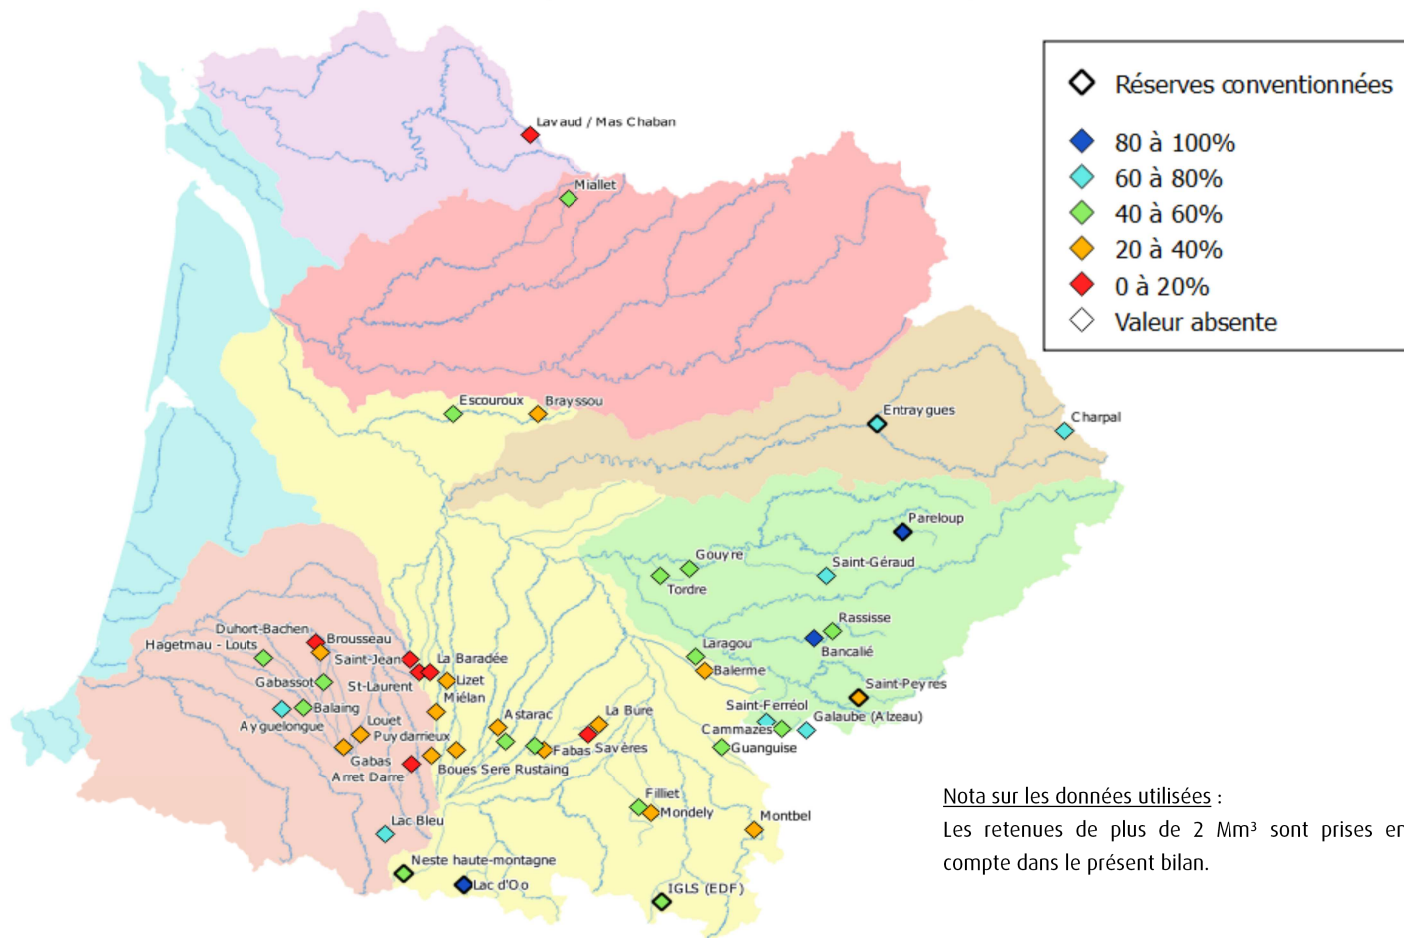 Lavaud / Mas Chaban
Miallet
Réserves conventionnées
80 à 100%
60 à 80%
40 à 60%
20 à 40%
0 à 20%
Valeur absente
Escouroux
Brayssou
Entraygues
Charpal
Pareloup
Gouyre
Saint-Géraud
Tordre
Rassisse
Duhort-Bachen
Brousseau
Hagetmau - Louts
Saint-Jean
La Baradée
Laragou
Bancalié
Balerme
Gabassot
St-Laurent
Lizet
Saint-Peyres
Miélan
Balaing
Saint-Ferréol
Ayguelongue
Louet
Astarac
La Bure
Galaube (Alzeau)
Puydarrieux
Cammazes
Fabas
Savères
Guanguise
Gabas
Boues Sere Rustaing
Arret Darre
Filliet
Mondely
Montbel
Lac Bleu
Neste haute-montagne
Lac d'Oo
IGLS (EDF)
Nota sur les données utilisées :
Les retenues de plus de 2 Mm³ sont prises en
compte dans le présent bilan.